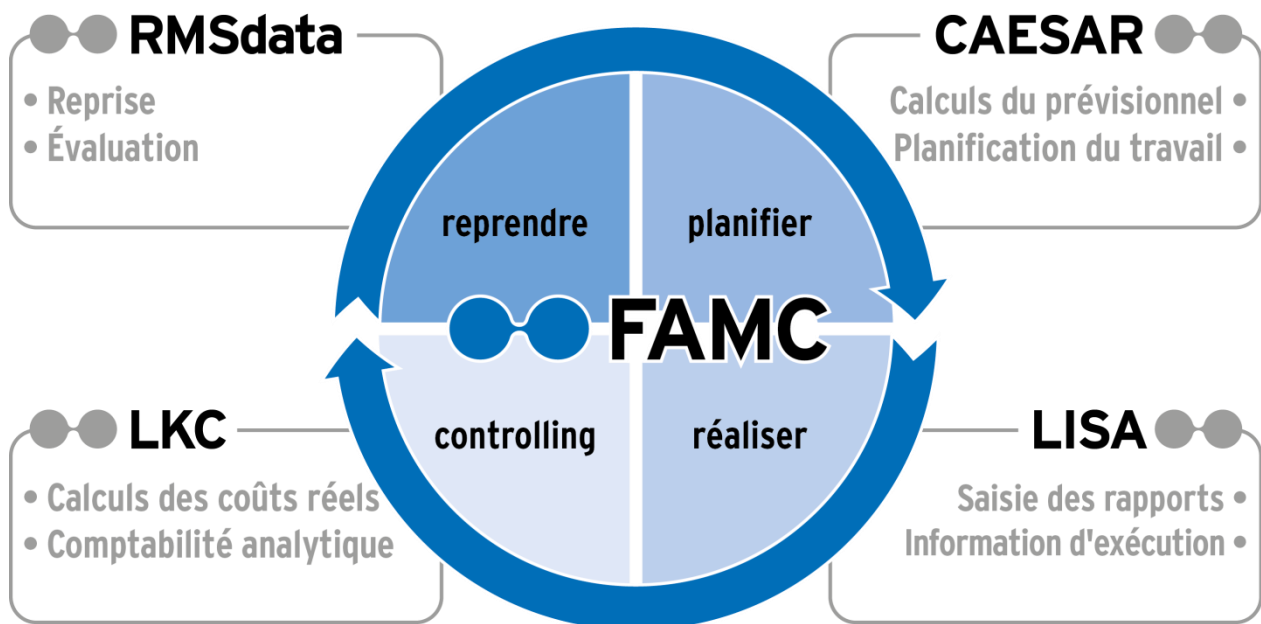 RMSdata
• Reprise
• Évaluation
CAESAR
Calculs du prévisionnel •
Planification du travail •
reprendre
planifier
FAMC
controlling
réaliser
LKC
• Calculs des coûts réels
• Comptabilité analytique
LISA
Saisie des rapports •
Information d'exécution •